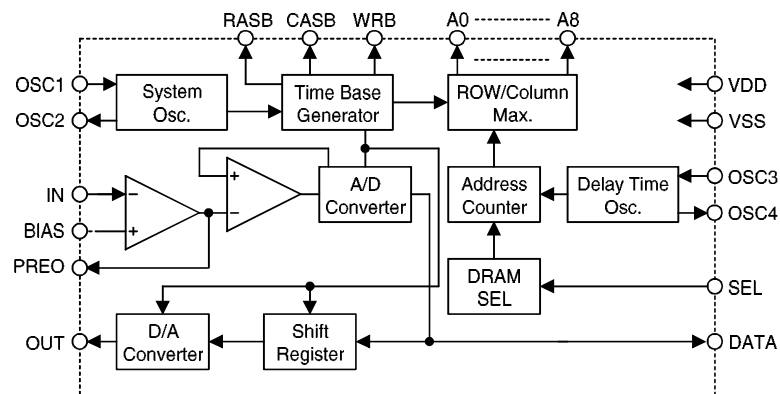 RASB CASB WRB A0 A8
OSC1
OSC2
System
Osc.
Time Base
Generator
ROW/Column
Max.
VDD
VSS
IN
BIAS
PREO
−
+
+
−
A/D
Converter
Address
Counter
Delay Time
Osc.
OSC3
OSC4
DRAM
SEL
SEL
OUT
D/A
Converter
Shift
Register
DATA